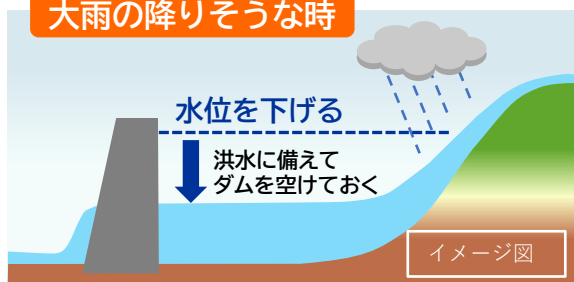 大雨の降りそうな時
水位を下げる
洪水に備えて
ダムを空けておく
イメージ図